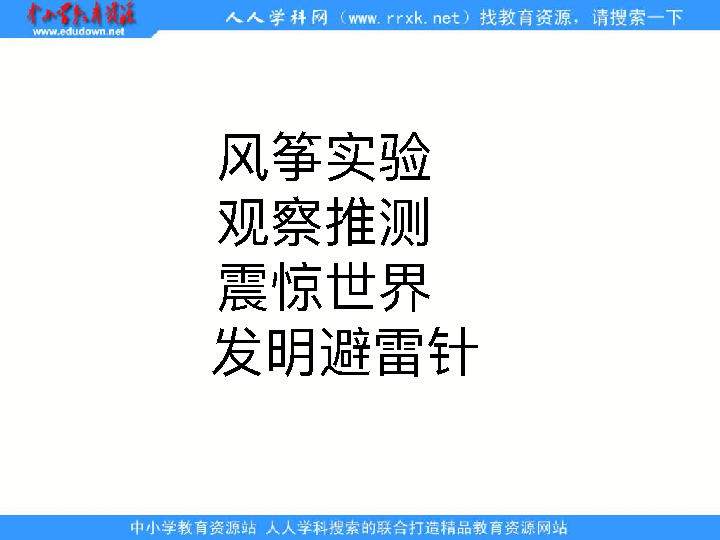 中小学教育资源
www.edudown.net
人人学科网（www.rrxk.net）找教育资源，请搜索一下
风筝实验
观察推测
震惊世界
发明避雷针
中小学教育资源站 人人学科搜索的联合打造精品教育资源网站